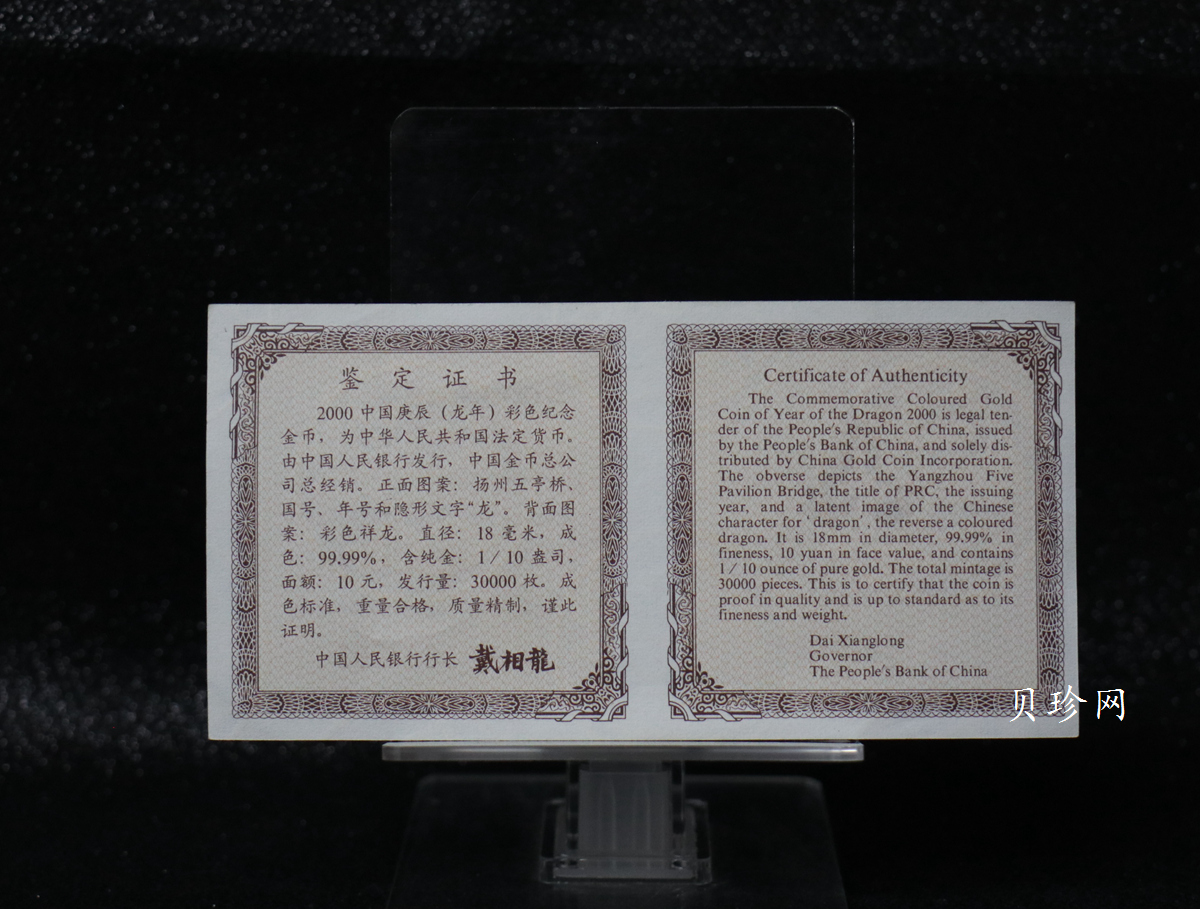 鉴定证书
2000 中国庚辰（龙年）彩色纪念
金币，为中华人民共和国法定货币。
由中国人民银行发行，中国金币总公
司总经销。正面图案：扬州五亭桥、
国号、年号和隐形文字“龙”。背面图
案：彩色祥龙。直径：18 毫米，成
色：99.99%，含纯金：1／10 盎司，
面额：10 元，发行量：30000 枚。成
色标准，重量合格，质量精制，谨此
证明。
中国人民银行行长 戴相龍
Certificate of Authenticity
The Commemorative Coloured Gold
Coin of Year of the Dragon 2000 is legal ten-
der of the People's Republic of China, issued
by the People's Bank of China, and solely dis-
tributed by China Gold Coin Incorporation.
The obverse depicts the Yangzhou Five
Pavilion Bridge, the title of PRC, the issuing
year, and a latent image of the Chinese
character for 'dragon', the reverse a coloured
dragon. It is 18mm in diameter, 99.99% in
fineness, 10 yuan in face value, and contains
1／10 ounce of pure gold. The total mintage is
30000 pieces. This is to certify that the coin is
proof in quality and is up to standard as to its
fineness and weight.
Dai Xianglong
Governor
The People's Bank of China
贝珍网